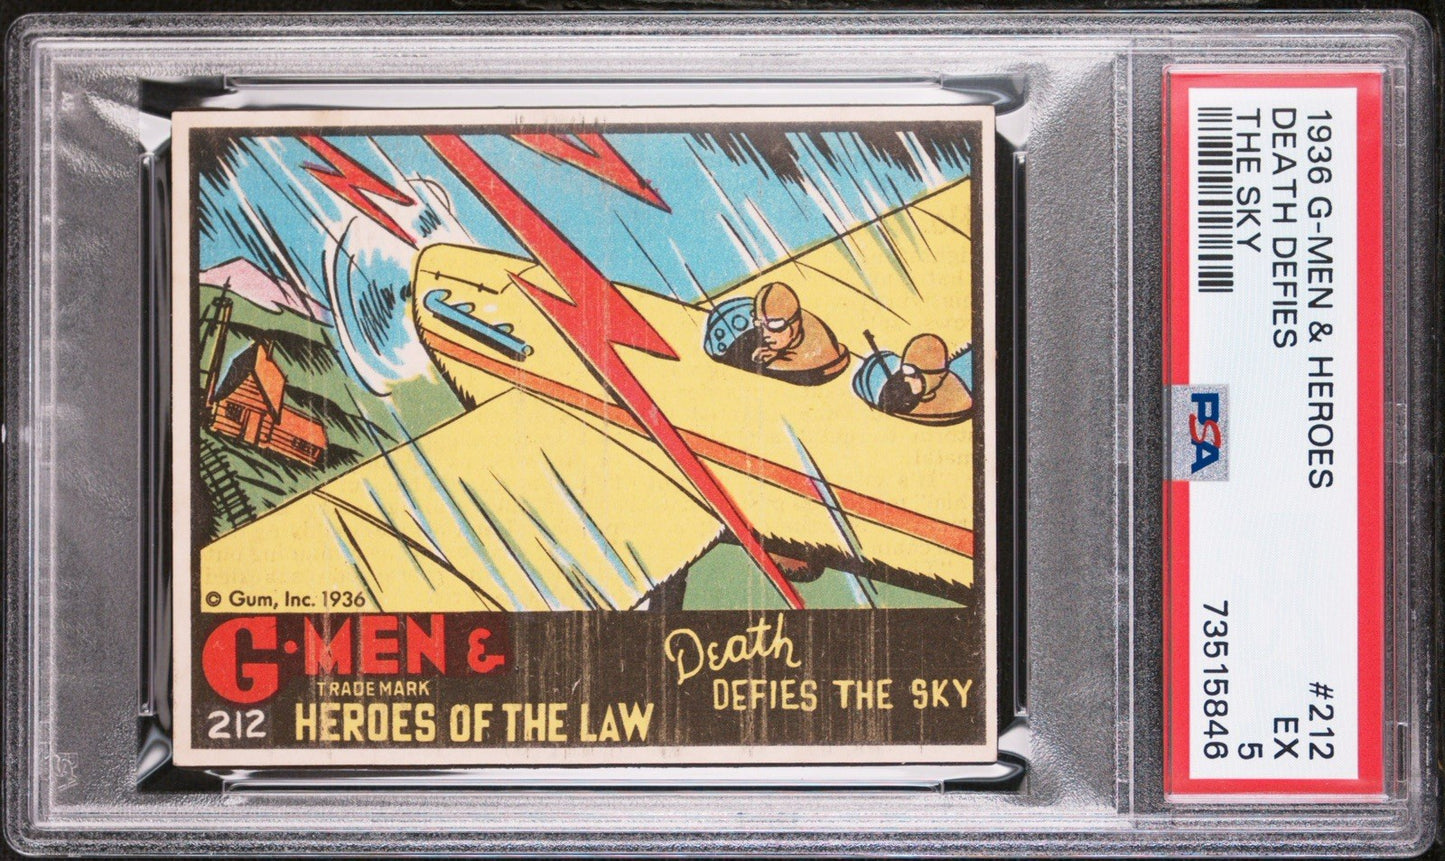 © Gum, Inc. 1936
G-MEN &
TRADE MARK
212 HEROES OF THE LAW
Death
DEFIES THE SKY
1936 G-MEN & HEROES #212
DEATH DEFIES EX
THE SKY 5
73515846
PSA